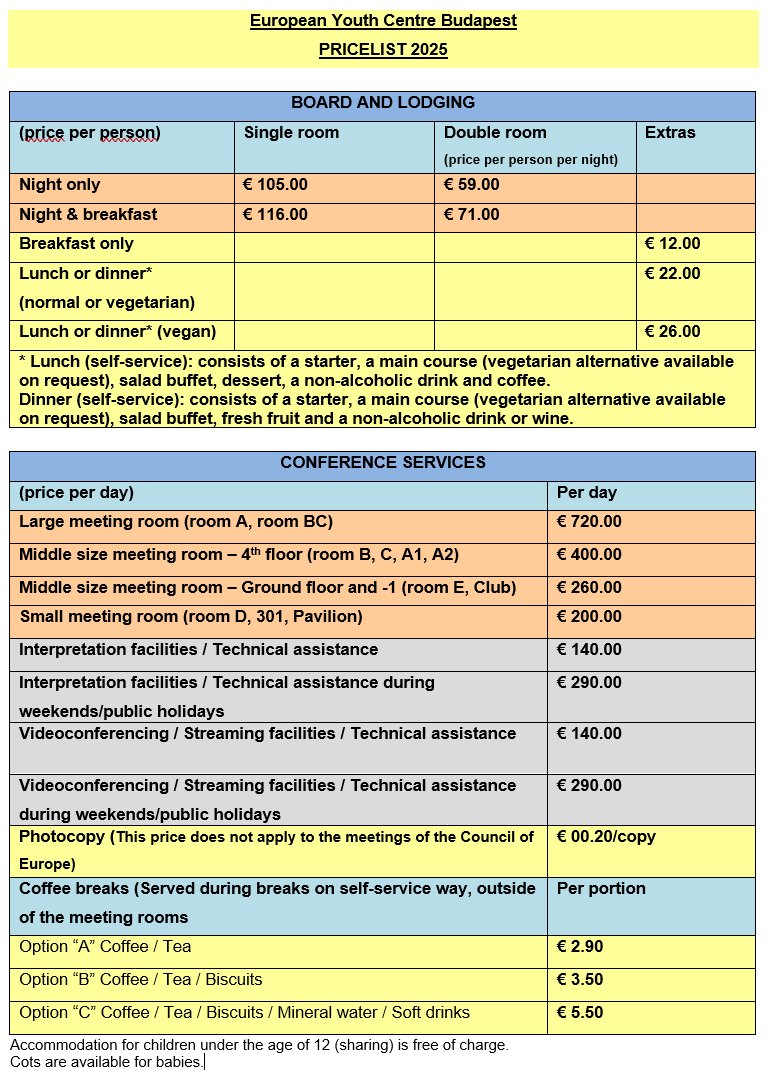 European Youth Centre Budapest
PRICELIST 2025
BOARD AND LODGING
(price per person) Single room Double room Extras
(price per person per night)
Night only € 105.00 € 59.00
Night & breakfast € 116.00 € 71.00
Breakfast only € 12.00
Lunch or dinner* € 22.00
(normal or vegetarian)
Lunch or dinner* (vegan) € 26.00
* Lunch (self-service): consists of a starter, a main course (vegetarian alternative available
on request), salad buffet, dessert, a non-alcoholic drink and coffee.
Dinner (self-service): consists of a starter, a main course (vegetarian alternative available
on request), salad buffet, fresh fruit and a non-alcoholic drink or wine.
CONFERENCE SERVICES
(price per day) Per day
Large meeting room (room A, room BC) € 720.00
Middle size meeting room – 4th floor (room B, C, A1, A2) € 400.00
Middle size meeting room – Ground floor and -1 (room E, Club) € 260.00
Small meeting room (room D, 301, Pavilion) € 200.00
Interpretation facilities / Technical assistance € 140.00
Interpretation facilities / Technical assistance during € 290.00
weekends/public holidays
Videoconferencing / Streaming facilities / Technical assistance € 140.00
Videoconferencing / Streaming facilities / Technical assistance € 290.00
during weekends/public holidays
Photocopy (This price does not apply to the meetings of the Council of € 00.20/copy
Europe)
Coffee breaks (Served during breaks on self-service way, outside Per portion
of the meeting rooms
Option “A” Coffee / Tea € 2.90
Option “B” Coffee / Tea / Biscuits € 3.50
Option “C” Coffee / Tea / Biscuits / Mineral water / Soft drinks € 5.50
Accommodation for children under the age of 12 (sharing) is free of charge.
Cots are available for babies.